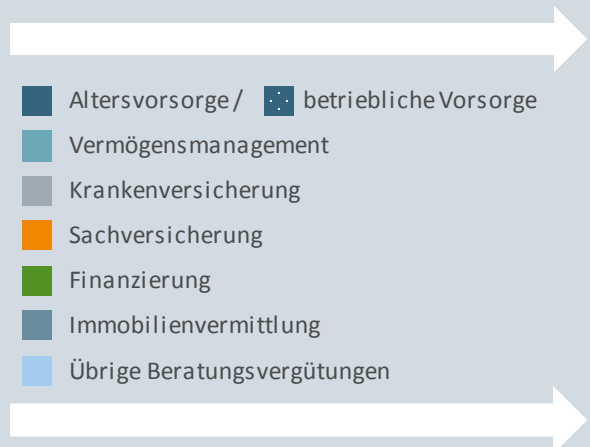 Altersvorsorge / betriebliche Vorsorge
Vermögensmanagement
Krankenversicherung
Sachversicherung
Finanzierung
Immobilienvermittlung
Übrige Beratungsvergütungen